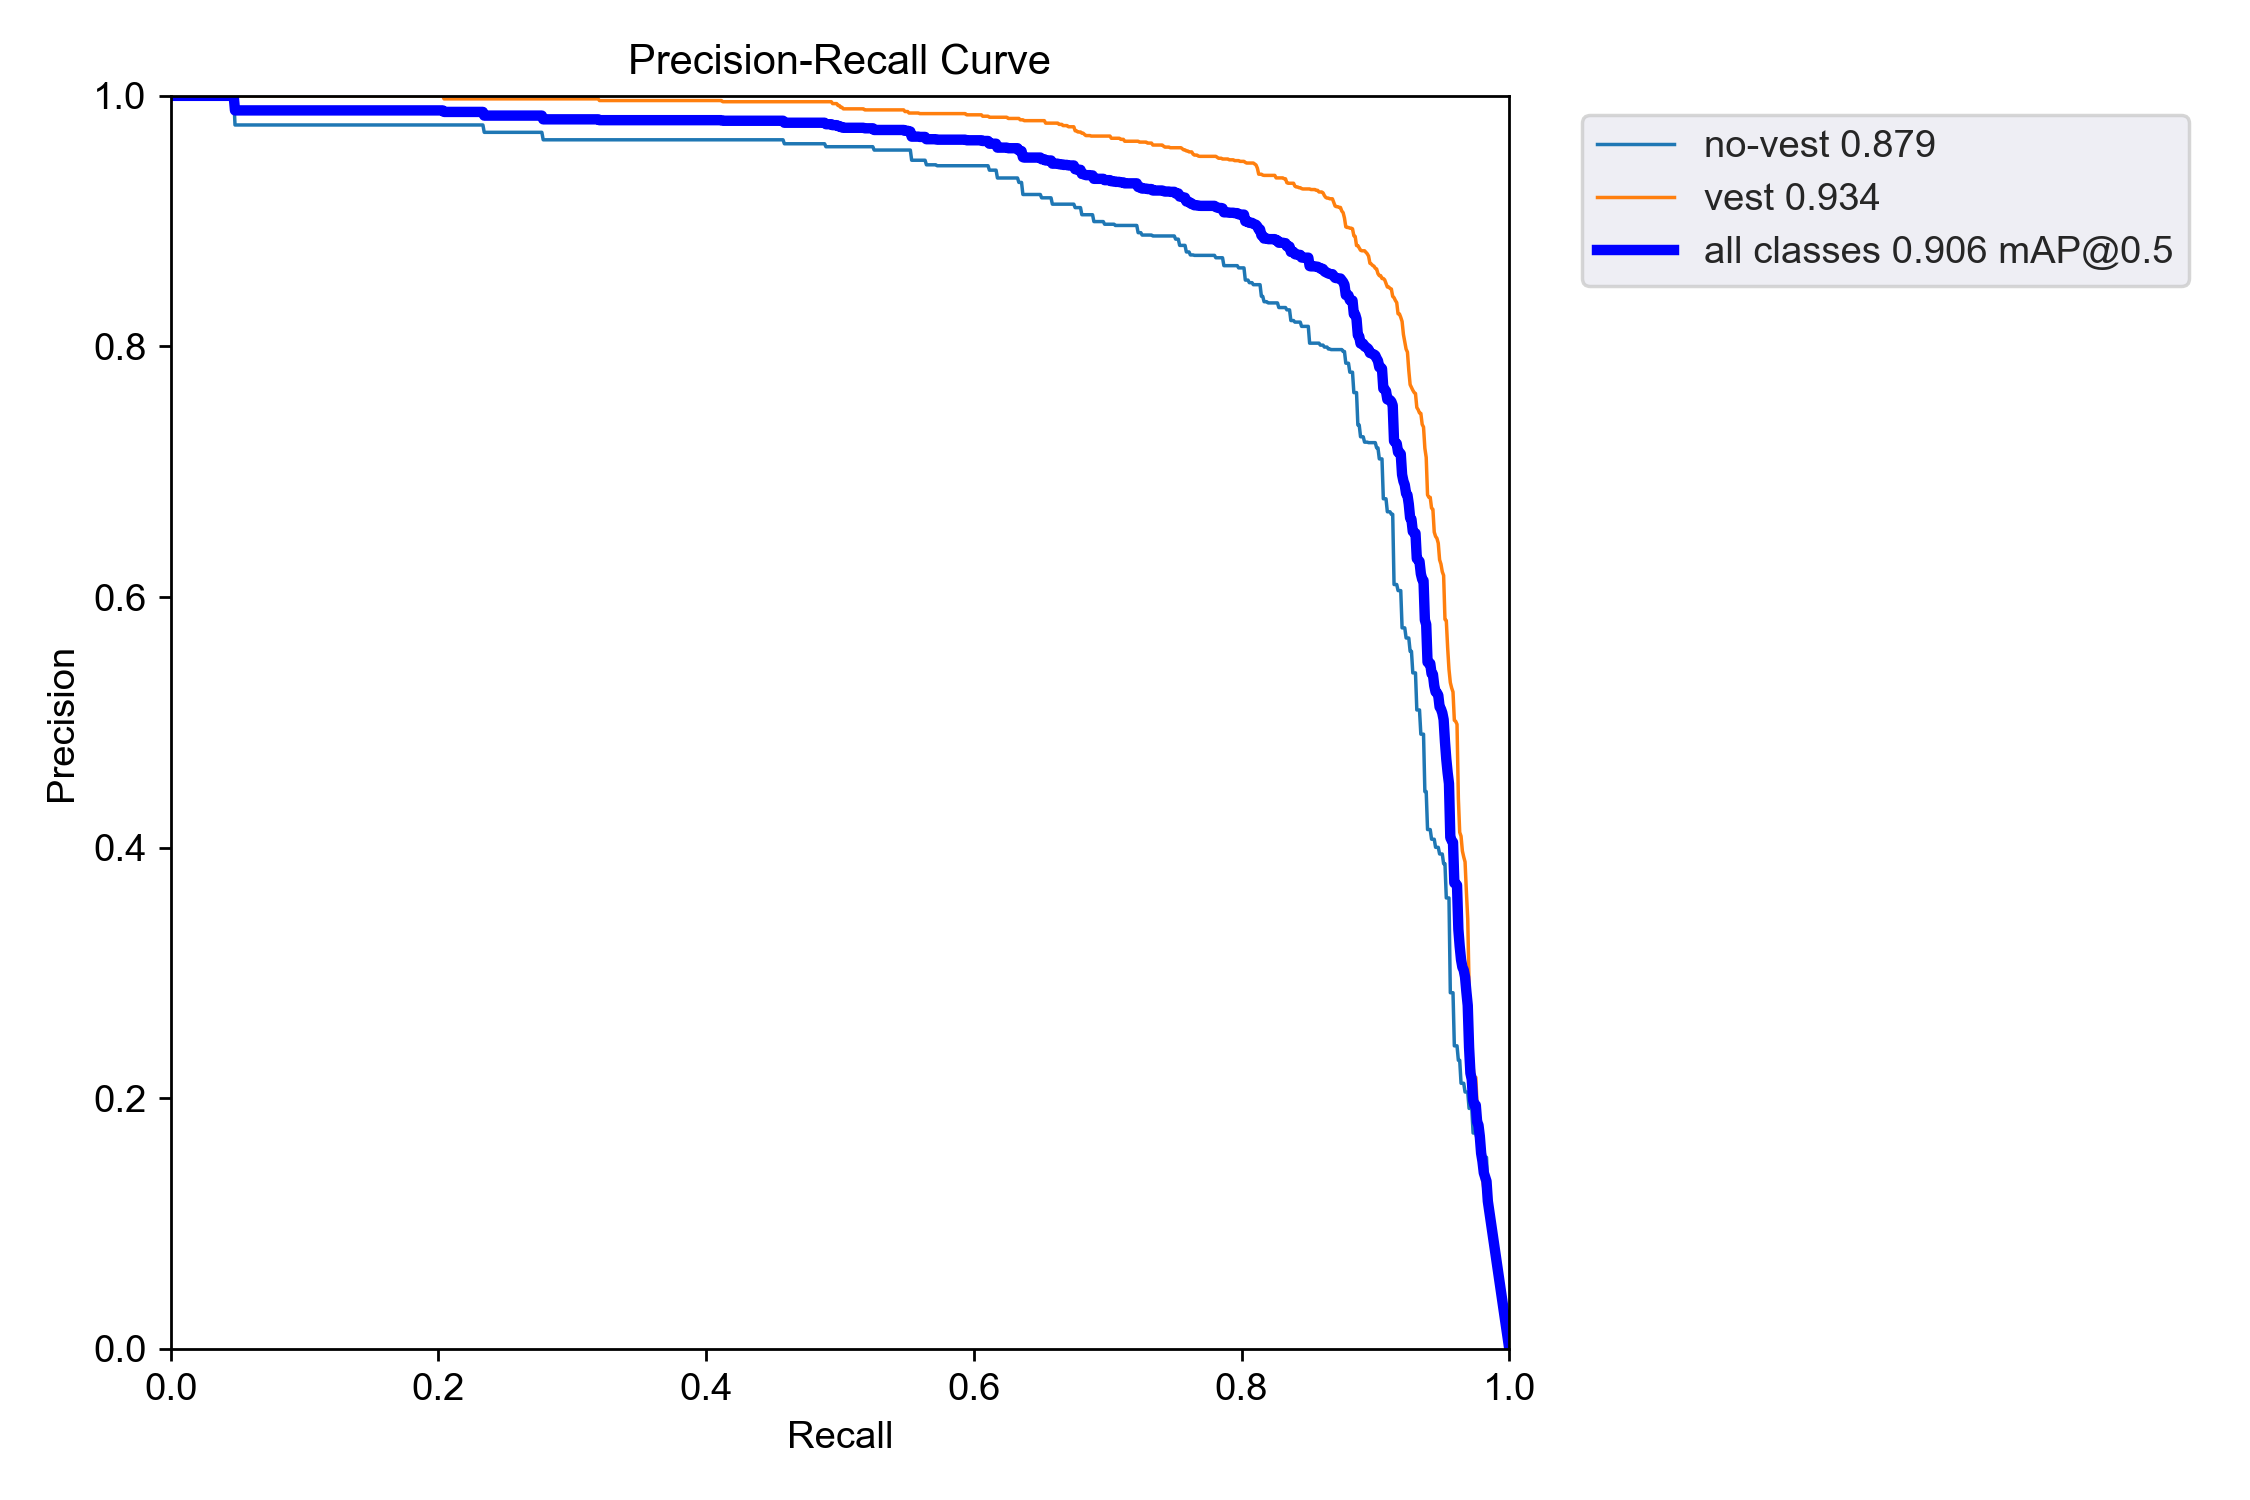 Precision-Recall Curve
1.0
0.8
0.6
0.4
0.2
0.0
Precision
0.0 0.2 0.4 0.6 0.8 1.0
Recall
no-vest 0.879
vest 0.934
all classes 0.906 mAP@0.5